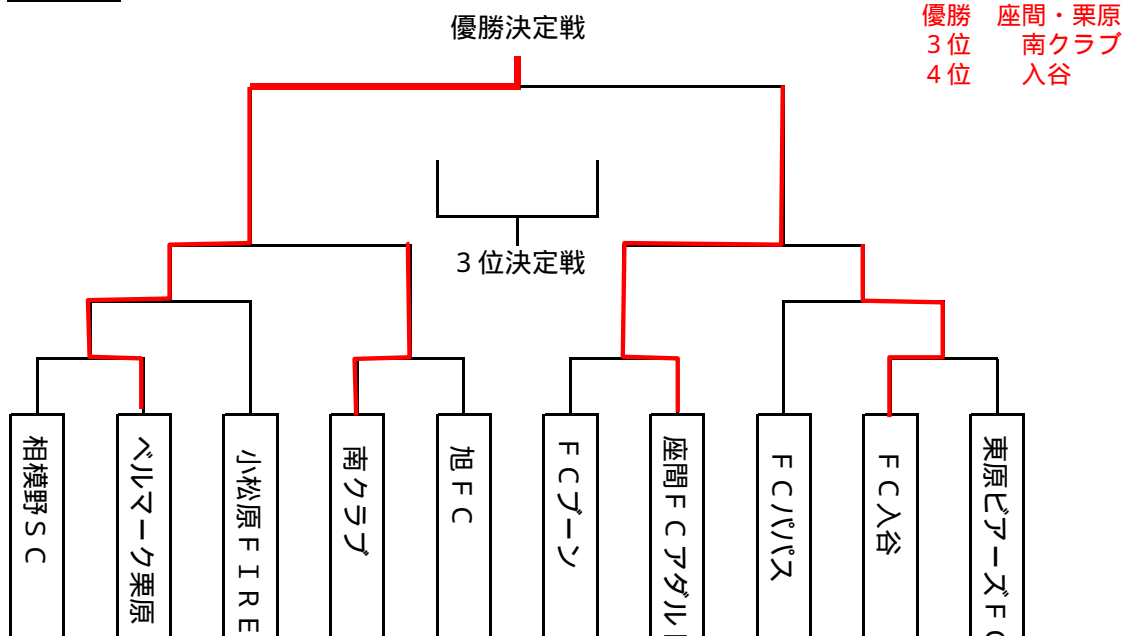 優勝決定戦
優勝 座間・栗原
３位 南クラブ
４位 入谷
３位決定戦
相模野ＳＣ
ベルマーク栗原
小松原ＦＩＲＥ
南クラブ
旭ＦＣ
ＦＣブーン
座間ＦＣアダル
ＦＣパパス
ＦＣ入谷
東原ビアーズＦ